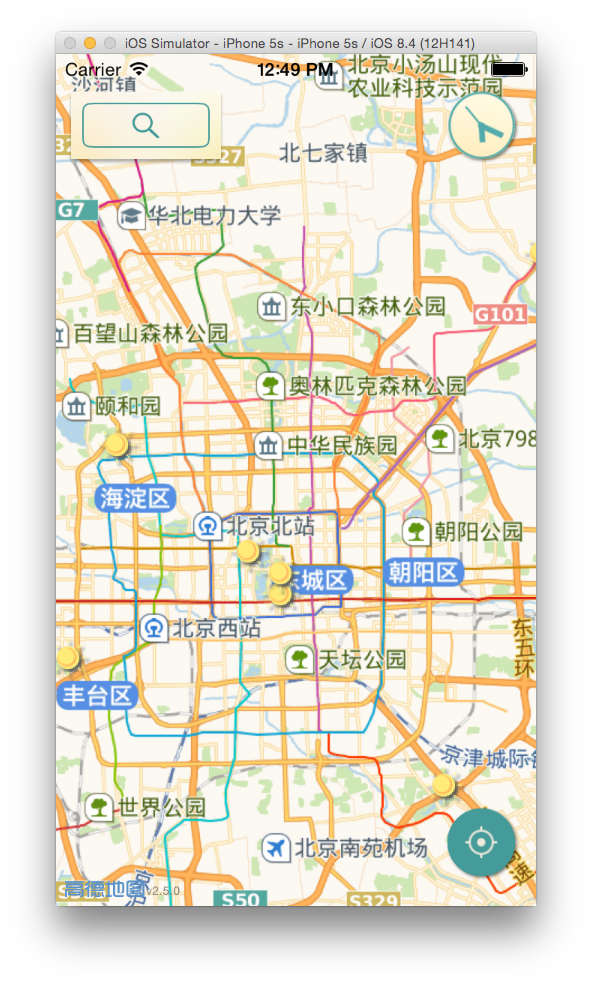 iOS Simulator - iPhone 5s - iPhone 5s / iOS 8.4 (12H141)
Carrier 12:49 PM
北京小汤山现代
农业科技示范园
沙河镇
S327
北七家镇
G7
华北电力大学
东小口森林公园
G101
百望山森林公园
奥林匹克森林公园
颐和园
中华民族园
北京798
海淀区
北京北站
朝阳公园
城区
朝阳区
北京西站
东五环
天坛公园
丰台区
京津城际铁
世界公园
北京南苑机场
高德地图 v2.5.0
S50
S329